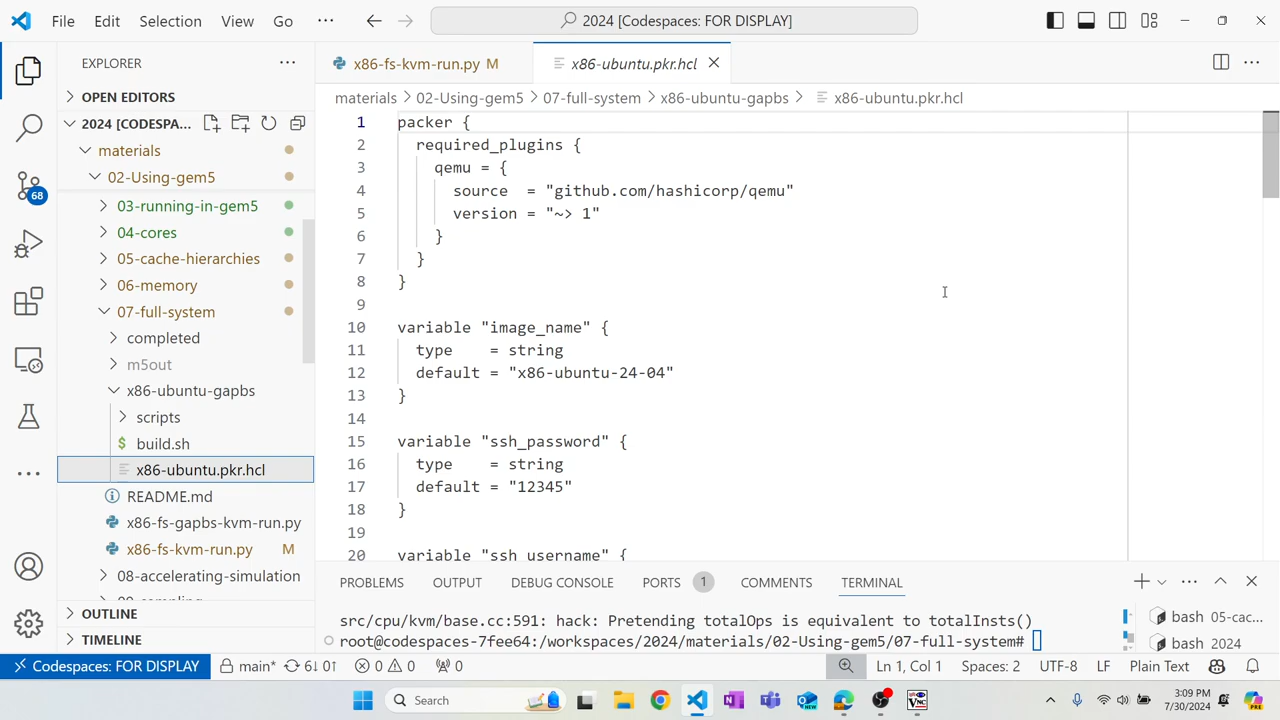 File Edit Selection View Go ··· 2024 [Codespaces: FOR DISPLAY]
EXPLORER
OPEN EDITORS
2024 [CODESPA...
materials
02-Using-gem5
03-running-in-gem5
04-cores
05-cache-hierarchies
06-memory
07-full-system
completed
m5out
x86-ubuntu-gapbs
scripts
$ build.sh
x86-ubuntu.pkr.hcl
README.md
x86-fs-gapbs-kvm-run.py
x86-fs-kvm-run.py M
08-accelerating-simulation
OUTLINE
TIMELINE
68
x86-fs-kvm-run.py M x86-ubuntu.pkr.hcl
materials > 02-Using-gem5 > 07-full-system > x86-ubuntu-gapbs > x86-ubuntu.pkr.hcl
1 packer {
2 required_plugins {
3 qemu = {
4 source = "github.com/hashicorp/qemu"
5 version = "~> 1"
6 }
7 }
8 }
9
10 variable "image_name" {
11 type = string
12 default = "x86-ubuntu-24-04"
13 }
14
15 variable "ssh_password" {
16 type = string
17 default = "12345"
18 }
19
20 variable "ssh_username" {
PROBLEMS OUTPUT DEBUG CONSOLE PORTS 1 COMMENTS TERMINAL
src/cpu/kvm/base.cc:591: hack: Pretending totalOps is equivalent to totalInsts()
root@codespaces-7fee64:/workspaces/2024/materials/02-Using-gem5/07-full-system#
bash 05-cac...
bash 2024
Codespaces: FOR DISPLAY main* 6↓ 0↑ 0 0 0 Ln 1, Col 1 Spaces: 2 UTF-8 LF Plain Text
Search
3:09 PM
7/30/2024